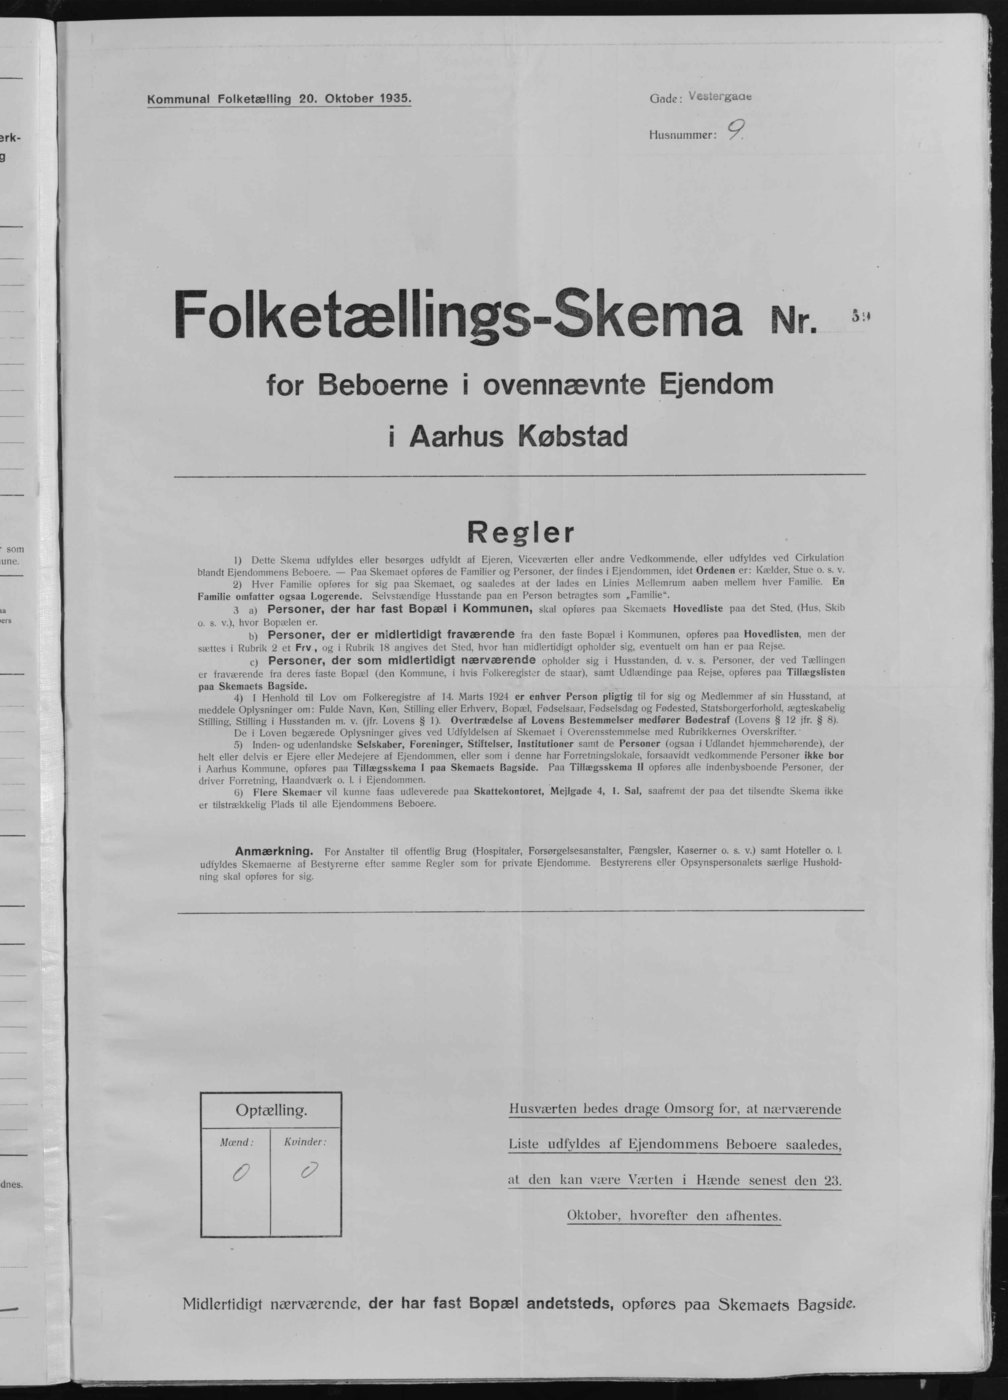 Kommunal Folketælling 20. Oktober 1935.
Gade: Vestergade
Husnummer: 9.
Folketællings-Skema Nr.
for Beboerne i ovennævnte Ejendom
i Aarhus Købstad
Regler
1) Dette Skema udfyldes eller besørges udfyldt af Ejeren, Viceværten eller andre Vedkommende, eller udfyldes ved Cirkulation
blandt Ejendommens Beboere. — Paa Skemaet opføres de Familier og Personer, der findes i Ejendommen, idet Ordenen er: Kælder, Stue o. s. v.
2) Hver Familie opføres for sig paa Skemaet, og saaledes at der lades en Linies Mellemrum aaben mellem hver Familie. En
Familie omfatter ogsaa Logerende. Selvstændige Husstande paa en Person betragtes som „Familie“.
3 a) Personer, der har fast Bopæl i Kommunen, skal opføres paa Skemaets Hovedliste paa det Sted, (Hus, Skib
o. s. v.), hvor Bopælen er.
b) Personer, der er midlertidigt fraværende fra den faste Bopæl i Kommunen, opføres paa Hovedlisten, men der
sættes i Rubrik 2 et Frv., og i Rubrik 18 angives det Sted, hvor han midlertidigt opholder sig, eventuelt om han er paa Rejse.
c) Personer, der som midlertidigt nærværende opholder sig i Husstanden, d. v. s. Personer, der ved Tællingen
er fraværende fra deres faste Bopæl (den Kommune, i hvis Folkeregister de staar), samt Udlændinge paa Rejse, opføres paa Tillægslisten
paa Skemaets Bagside.
4) I Henhold til Lov om Folkeregistre af 14. Marts 1924 er enhver Person pligtig til for sig og Medlemmer af sin Husstand, at
meddele Oplysninger om: Fulde Navn, Køn, Stilling eller Erhverv, Bopæl, Fødselsaar, Fødselsdag og Fødested, Statsborgerforhold, ægteskabelig
Stilling, Stilling i Husstanden m. v. (jfr. Lovens § 1). Overtrædelse af Lovens Bestemmelser medfører Bødestraf (Lovens § 12 jfr. § 8).
De i Loven begærede Oplysninger gives ved Udfyldelsen af Skemaet i Overensstemmelse med Rubrikkernes Overskrifter.
5) Inden- og udenlandske Selskaber, Foreninger, Stiftelser, Institutioner samt de Personer (ogsaa i Udlandet hjemmehørende), der
helt eller delvis er Ejere eller Medejere af Ejendommen, eller som i denne har Forretningslokale, forsaavidt vedkommende Personer ikke bor
i Aarhus Kommune, opføres paa Tillægsskema I paa Skemaets Bagside. Paa Tillægsskema II opføres alle indenbysboende Personer, der
driver Forretning, Haandværk o. l. i Ejendommen.
6) Flere Skemaer vil kunne faas udleverede paa Skattekontoret, Mejlgade 4, 1. Sal, saafremt der paa det tilsendte Skema ikke
er tilstrækkelig Plads til alle Ejendommens Beboere.
Anmærkning. For Anstalter til offentlig Brug (Hospitaler, Forsørgelsesanstalter, Fængsler, Kaserner o. s. v.) samt Hoteller o. l.
udfyldes Skemaerne af Bestyrerne efter samme Regler som for private Ejendomme. Bestyrerens eller Opsynspersonalets særlige Hushold-
ning skal opføres for sig.
Optælling.
Mænd: Kvinder:
0 0
Husværten bedes drage Omsorg for, at nærværende
Liste udfyldes af Ejendommens Beboere saaledes,
at den kan være Værten i Hænde senest den 23.
Oktober, hvorefter den afhentes.
Midlertidigt nærværende, der har fast Bopæl andetsteds, opføres paa Skemaets Bagside.